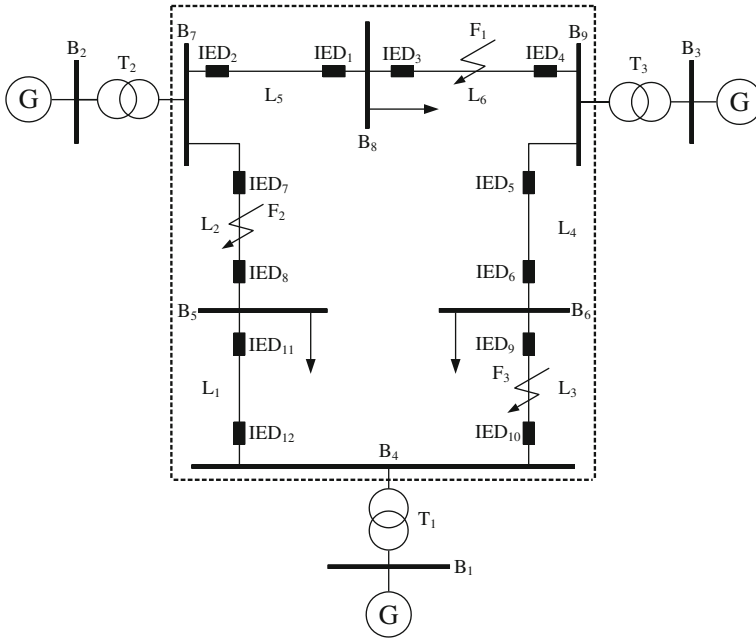 B7 F1 B9
B2 IED2 IED1 IED3 IED4 B3
T2 T3
G L5 L6 G
B8
IED7 IED5
L2 F2 L4
IED8 IED6
B5 B6
IED11 IED9
L1 F3 L3
IED12 IED10
B4
T1
B1
G